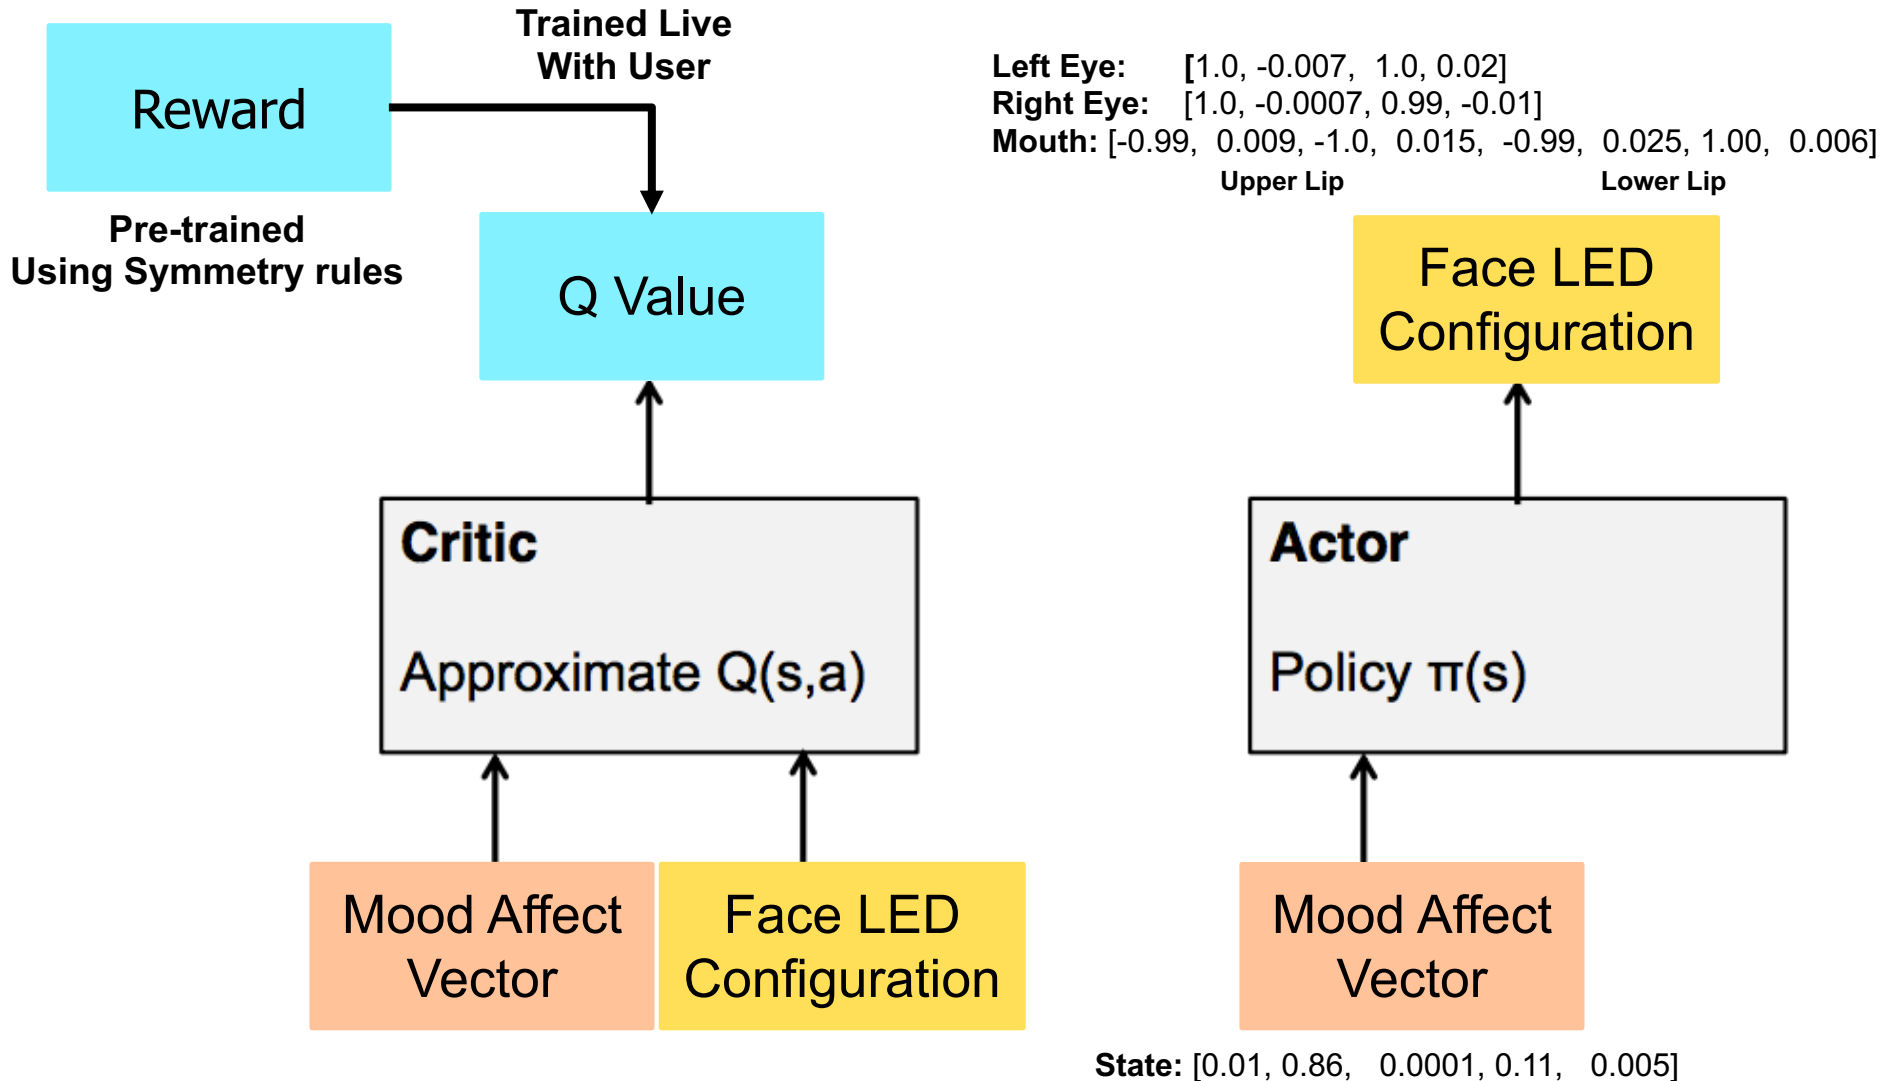 Trained Live
With User
Reward
Pre-trained
Using Symmetry rules
Q Value
Critic
Approximate Q(s,a)
Mood Affect
Vector
Face LED
Configuration
Left Eye: [1.0, -0.007, 1.0, 0.02]
Right Eye: [1.0, -0.0007, 0.99, -0.01]
Mouth: [-0.99, 0.009, -1.0, 0.015, -0.99, 0.025, 1.00, 0.006]
Upper Lip Lower Lip
Face LED
Configuration
Actor
Policy π(s)
Mood Affect
Vector
State: [0.01, 0.86, 0.0001, 0.11, 0.005]